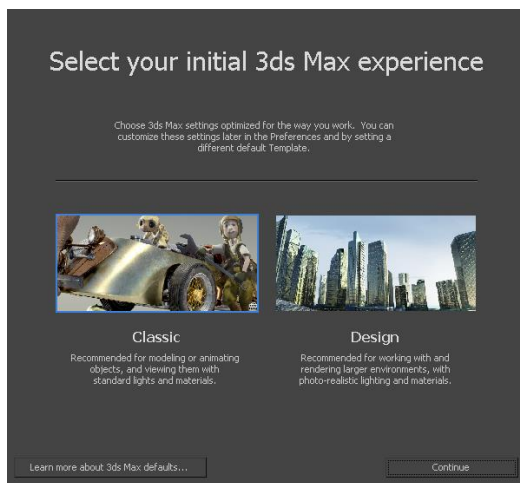 Select your initial 3ds Max experience
Choose 3ds Max settings optimized for the way you work. You can
customize these settings later in the Preferences and by setting a
different default Template.
Classic
Recommended for modeling or animating
objects, and viewing them with
standard lights and materials.
Design
Recommended for working with and
rendering larger environments, with
photo-realistic lighting and materials.
Learn more about 3ds Max defaults...
Continue